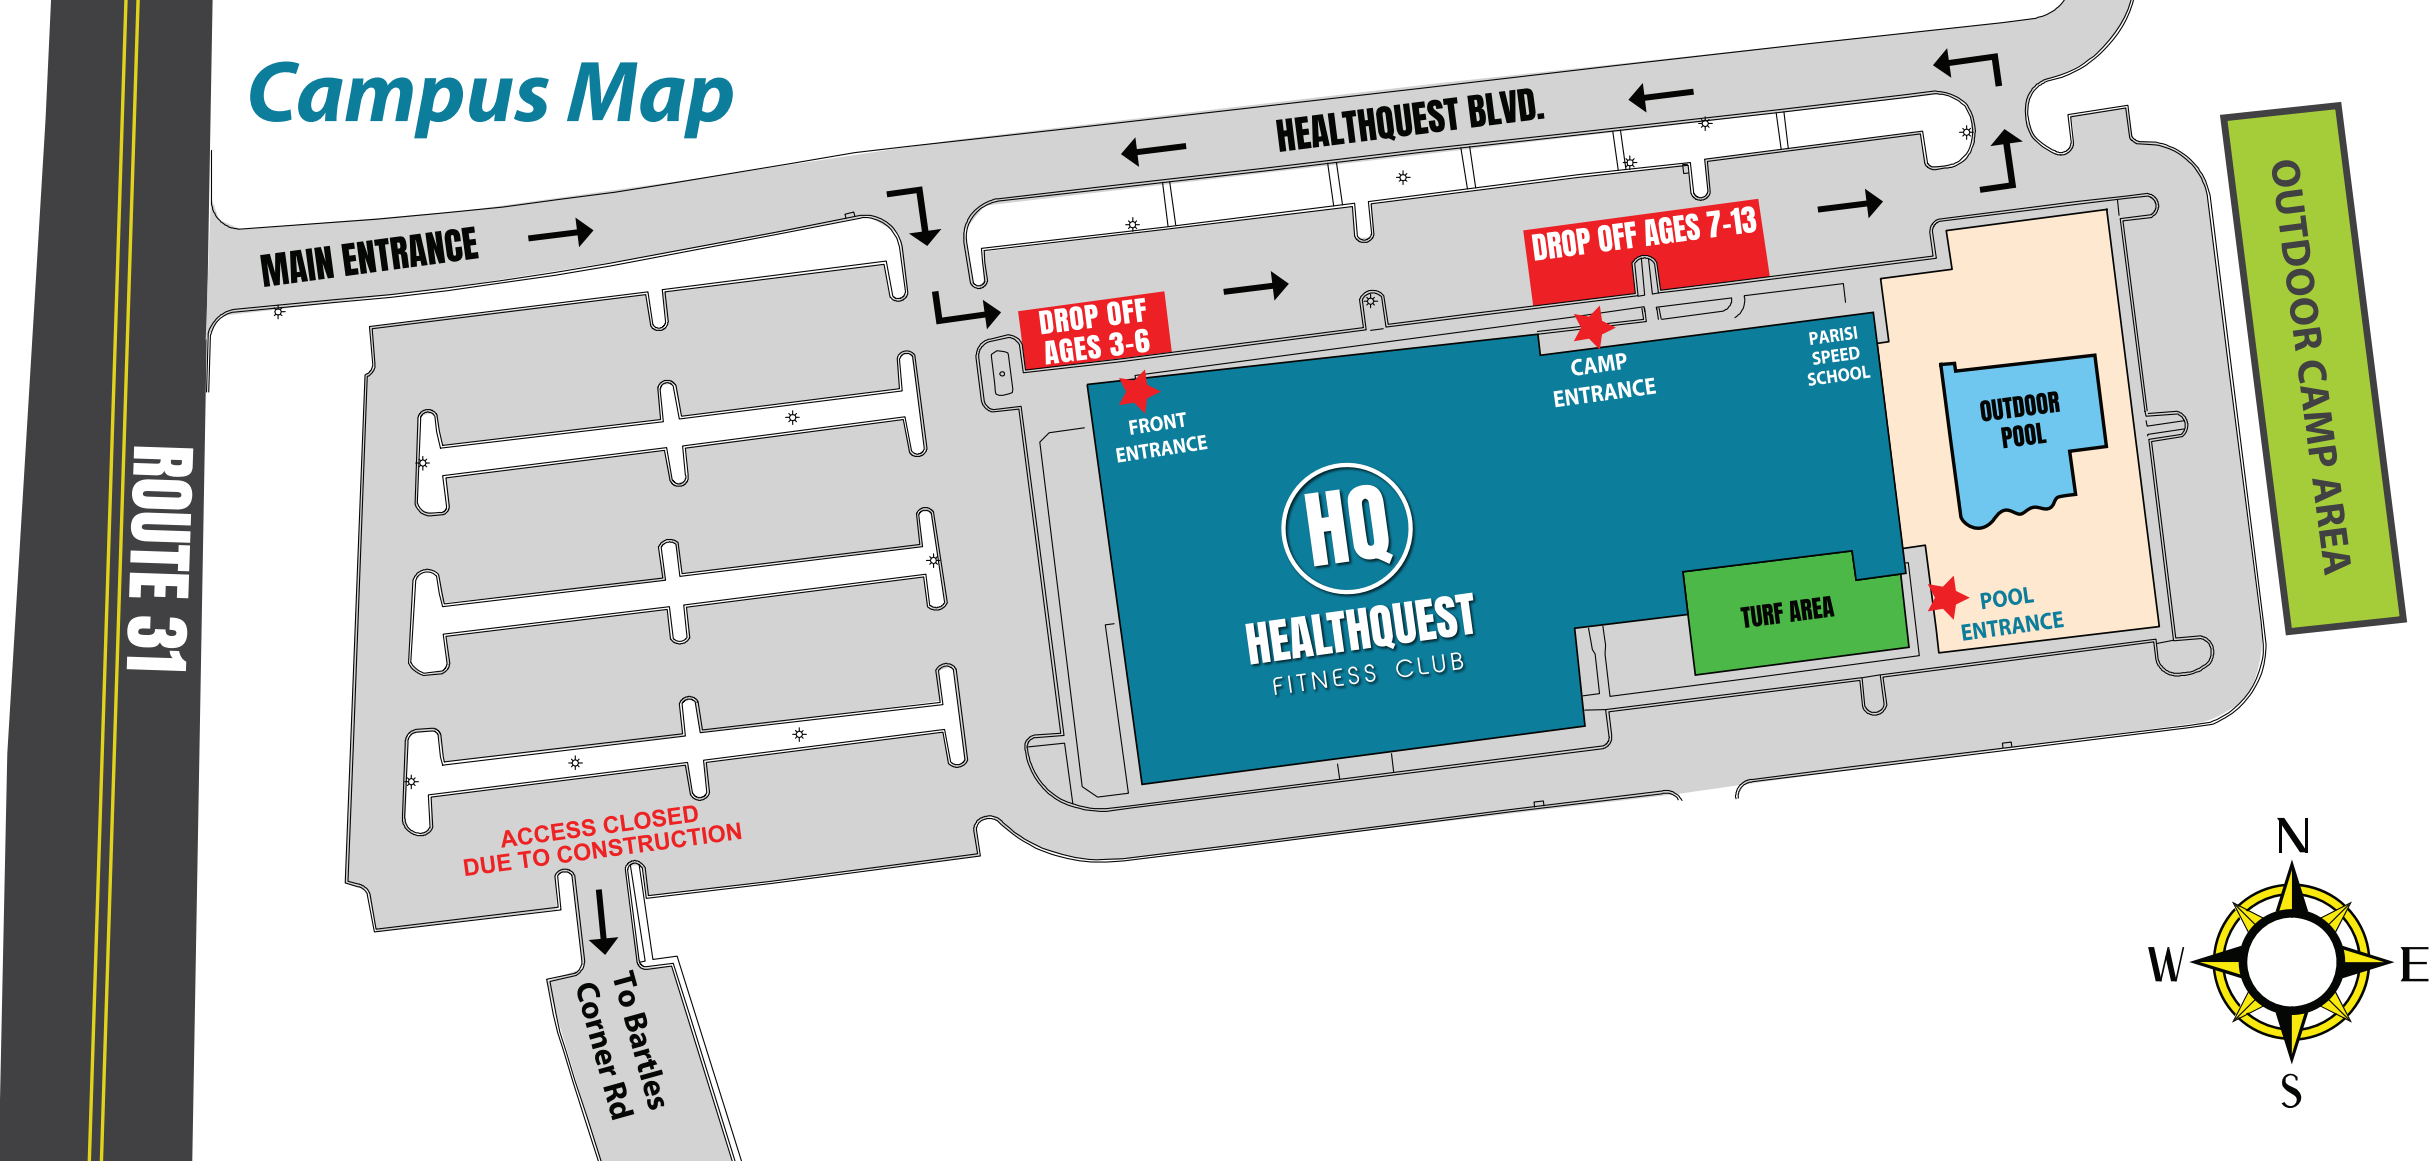 Campus Map
HEALTHQUEST BLVD.
MAIN ENTRANCE
DROP OFF AGES 7-13
DROP OFF
AGES 3-6
PARISI
SPEED
SCHOOL
CAMP
ENTRANCE
FRONT
ENTRANCE
OUTDOOR
POOL
OUTDOOR CAMP AREA
ROUTE 31
HQ
HEALTHQUEST
FITNESS CLUB
TURF AREA
POOL
ENTRANCE
ACCESS CLOSED
DUE TO CONSTRUCTION
To Bartles
Corner Rd
N
W
E
S